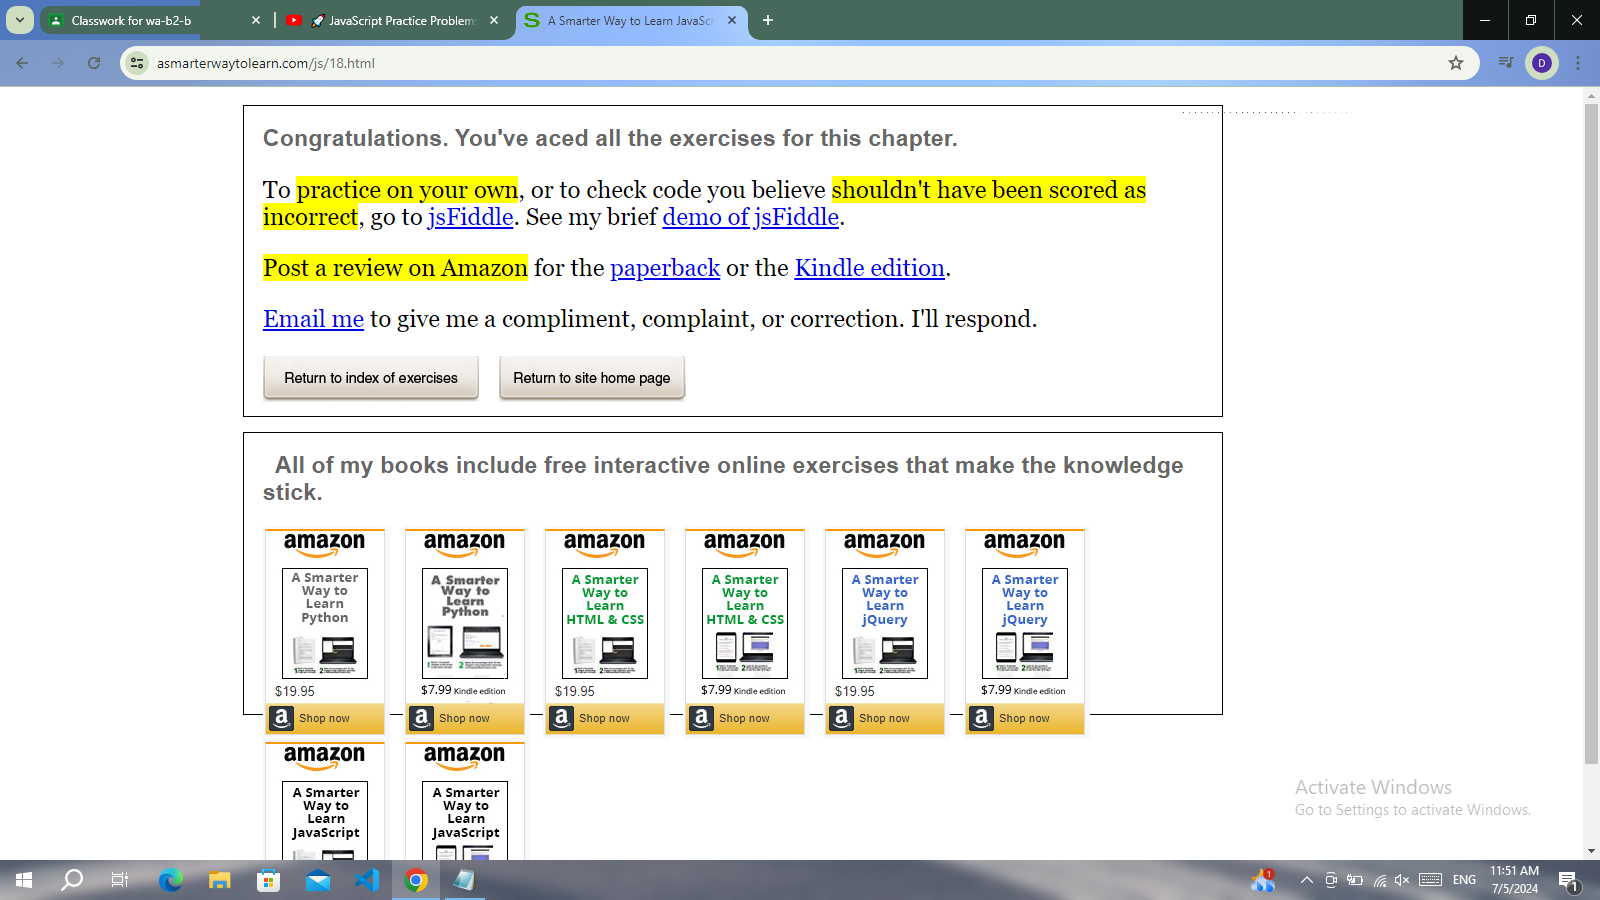 Classwork for wa-b2-b
JavaScript Practice Problem
A Smarter Way to Learn JavaSc
asmarterwaytolearn.com/js/18.html
D
Congratulations. You've aced all the exercises for this chapter.
To practice on your own, or to check code you believe shouldn't have been scored as
incorrect, go to jsFiddle. See my brief demo of jsFiddle.
Post a review on Amazon for the paperback or the Kindle edition.
Email me to give me a compliment, complaint, or correction. I'll respond.
Return to index of exercises Return to site home page
All of my books include free interactive online exercises that make the knowledge
stick.
amazon amazon amazon amazon amazon amazon
A Smarter A Smarter A Smarter A Smarter A Smarter A Smarter
Way to Way to Way to Way to Way to Way to
Learn Learn Learn Learn Learn Learn
Python Python HTML & CSS HTML & CSS jQuery jQuery
$19.95 $7.99 Kindle edition $19.95 $7.99 Kindle edition $19.95 $7.99 Kindle edition
Shop now Shop now Shop now Shop now Shop now Shop now
amazon amazon
A Smarter A Smarter
Way to Way to
Learn Learn
JavaScript JavaScript
Activate Windows
Go to Settings to activate Windows.
1 ENG 11:51 AM
7/5/2024 1